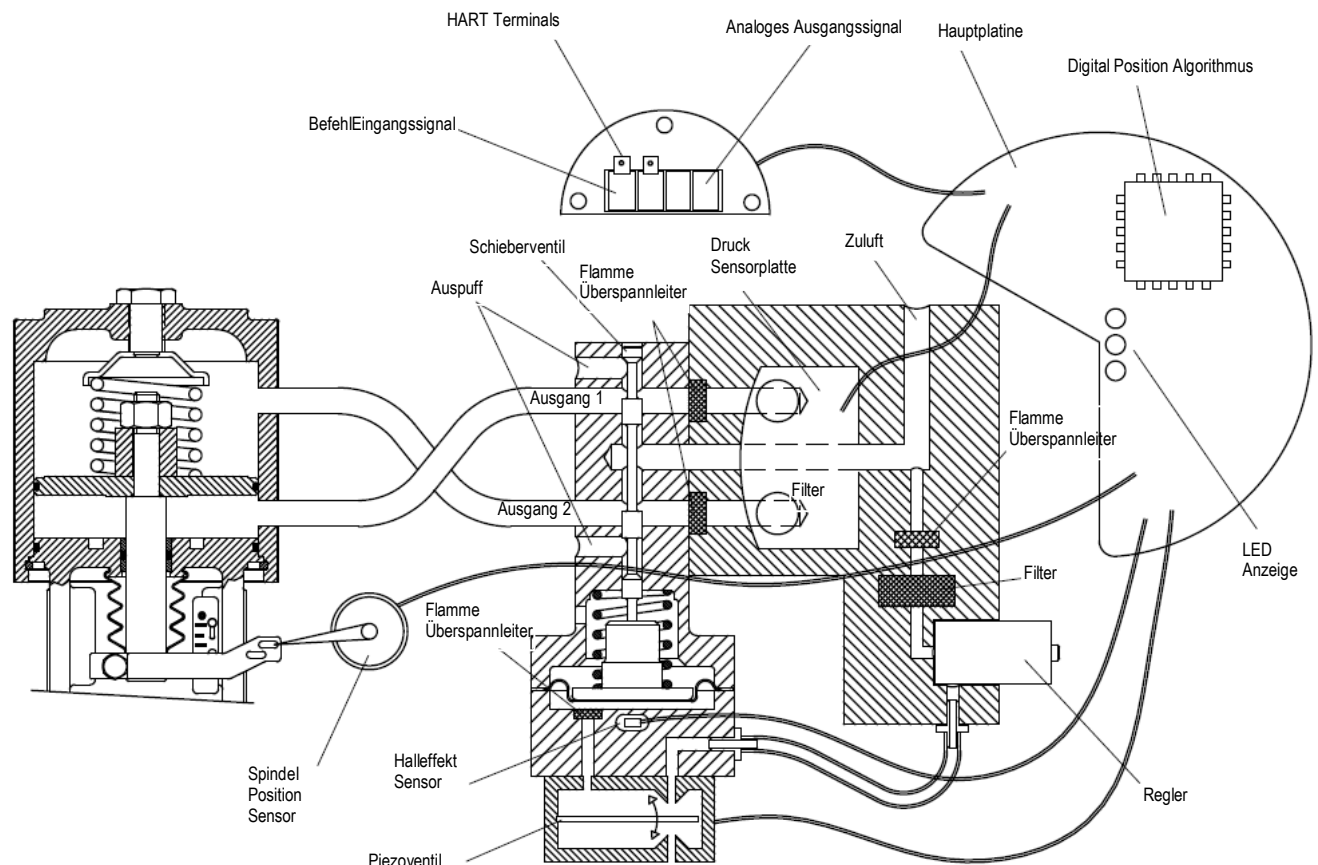 HART Terminals
Analoges Ausgangssignal
Hauptplatine
Digital Position Algorithmus
BefehlEingangssignal
Schieberventil
Flamme
Überspannleiter
Druck
Sensorplatte
Zuluft
Auspuff
Ausgang 1
Flamme
Überspannleiter
Ausgang 2
Filter
LED
Anzeige
Filter
Flamme
Überspannleiter
Spindel
Position
Sensor
Halleffekt
Sensor
Regler
Piezoventil